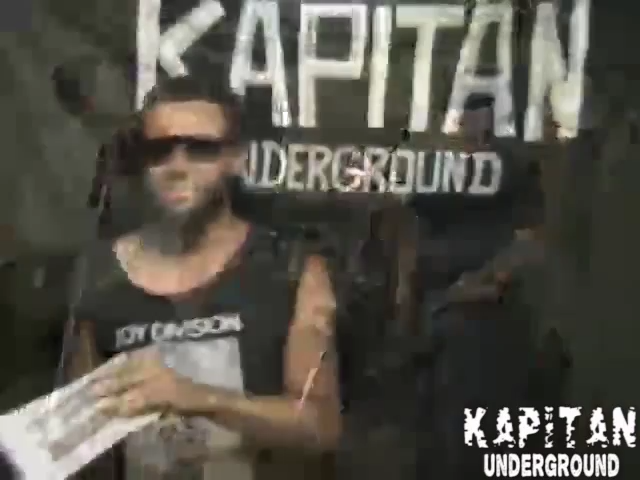 KAPITAN
UNDERGROUND
JOY DIVISION
KAPITAN
UNDERGROUND